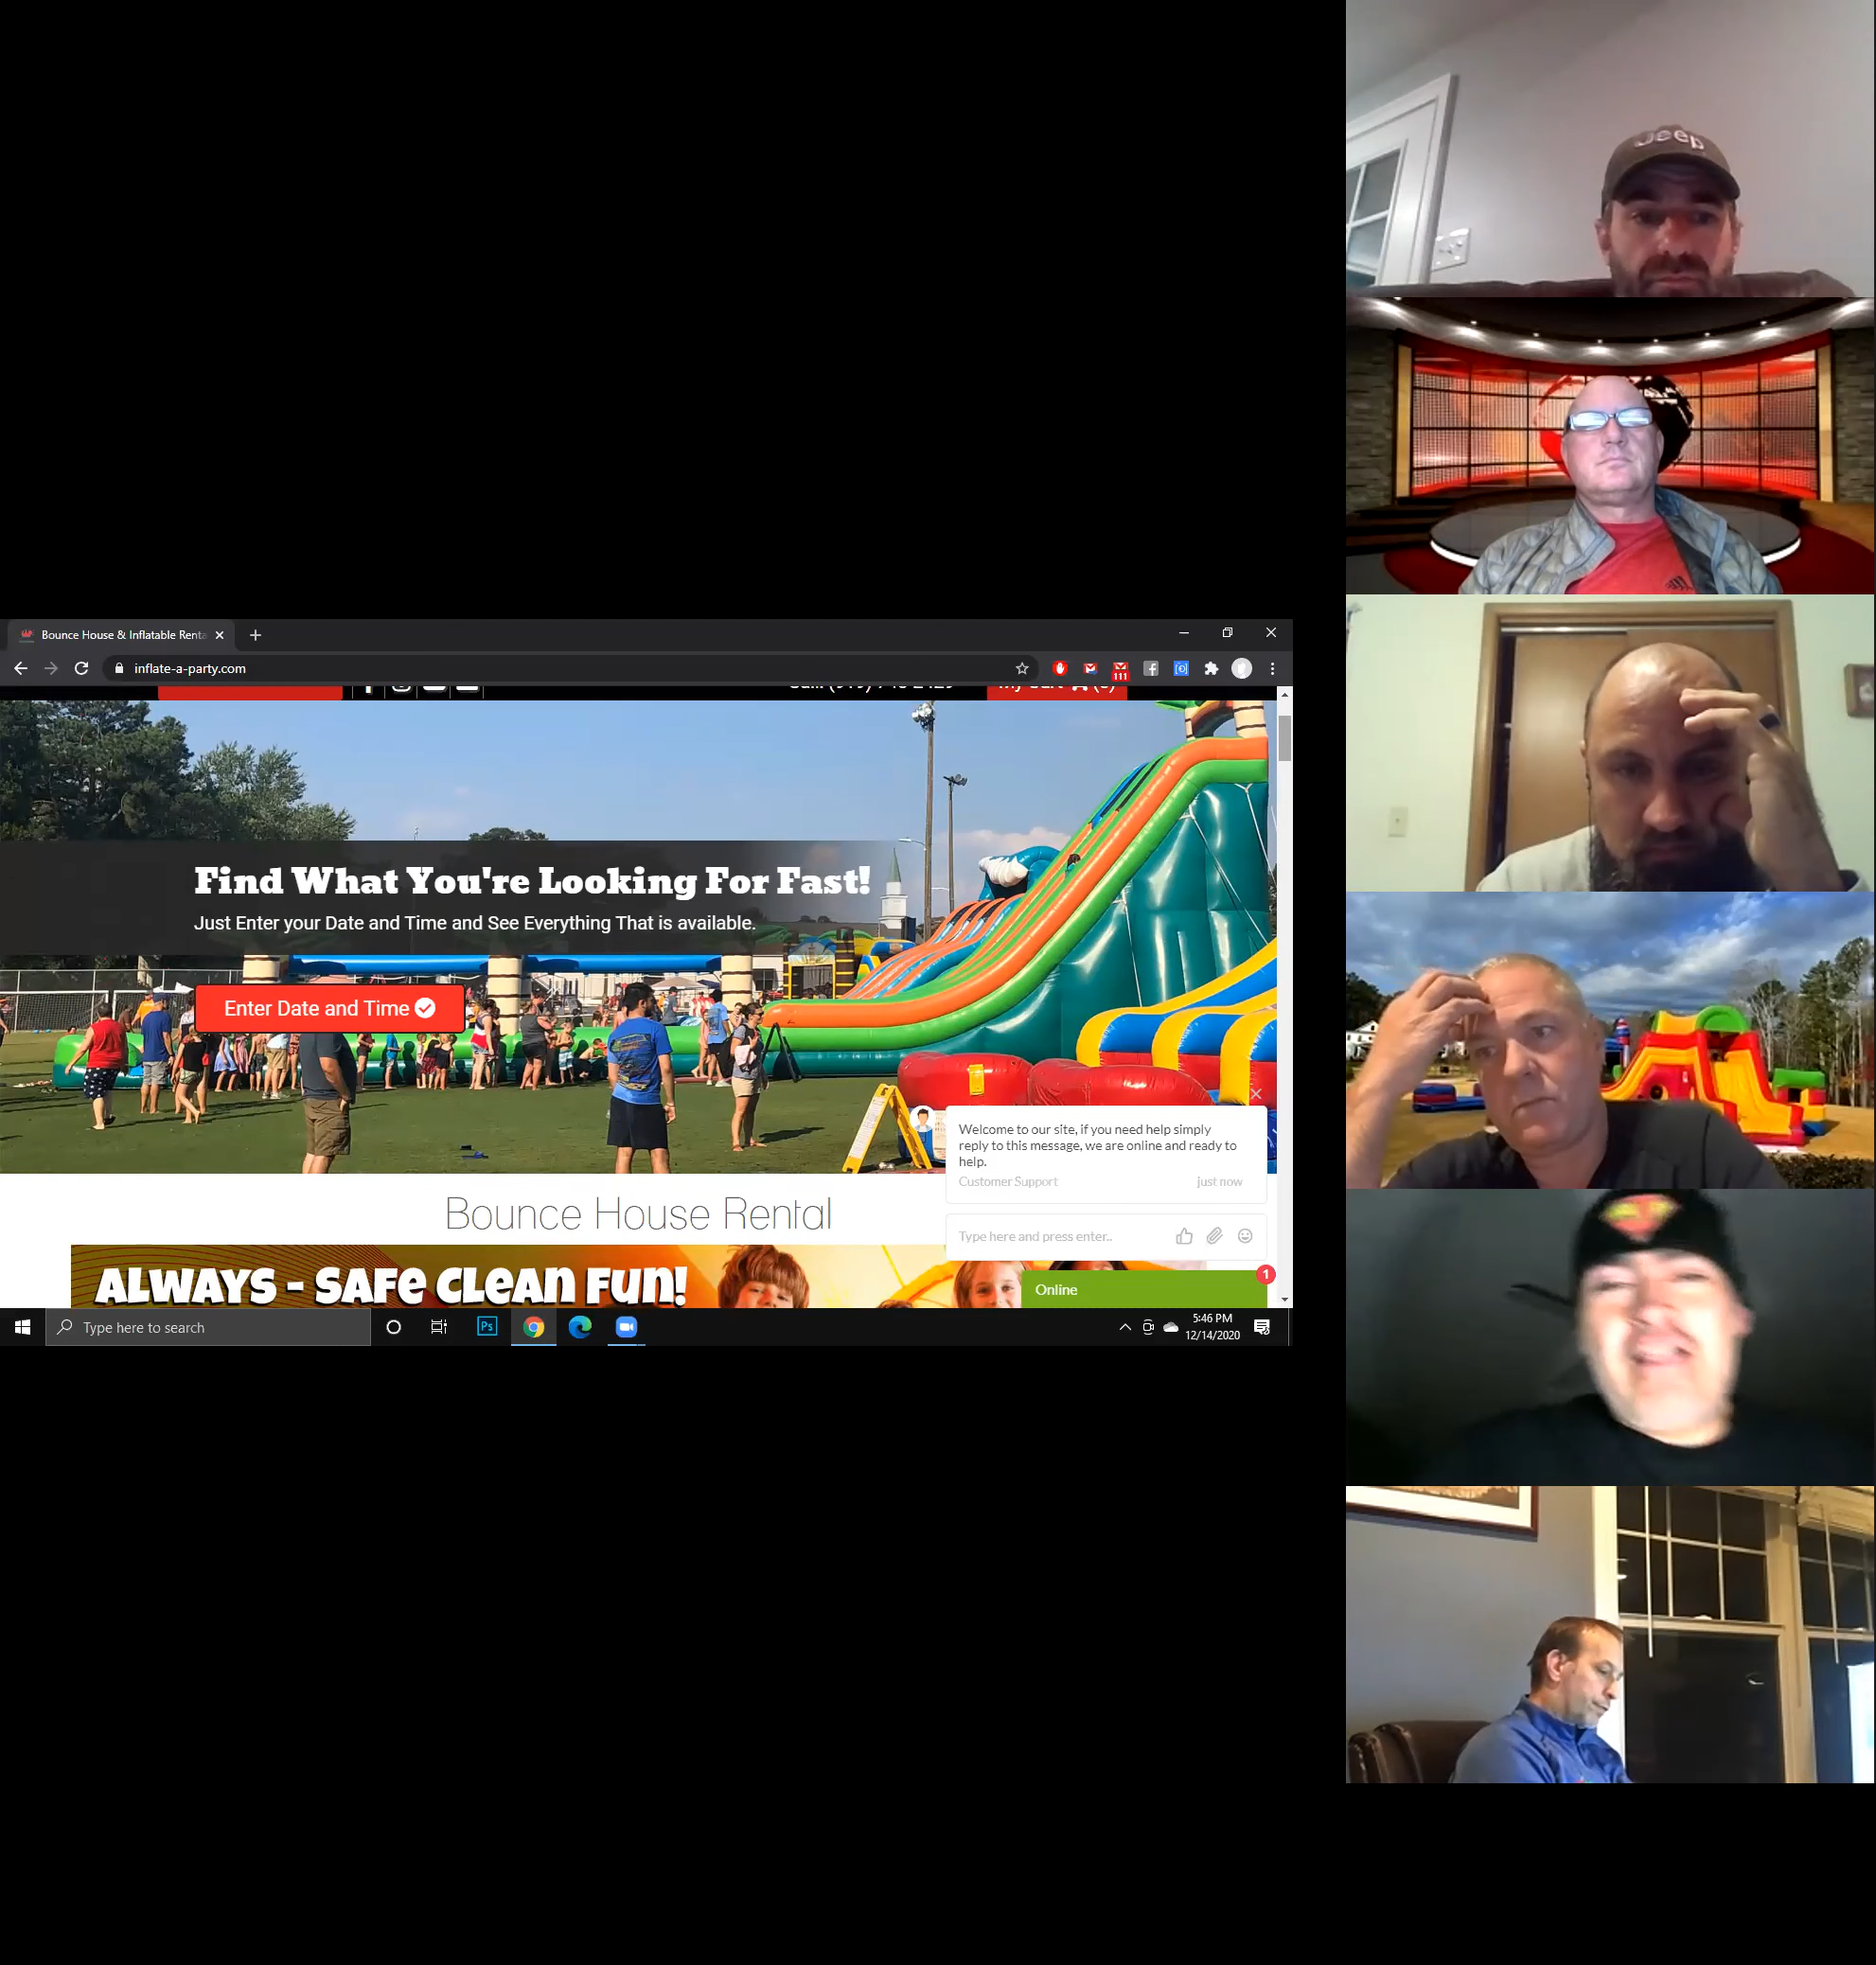 Jeep
Bounce House & Inflatable Renta
inflate-a-party.com
111
Find What You're Looking For Fast!
Just Enter your Date and Time and See Everything That is available.
Enter Date and Time
Welcome to our site, if you need help simply
reply to this message, we are online and ready to
help.
Customer Support just now
Bounce House Rental
Type here and press enter..
ALWAYS - SAFE CLEAN FUN!
Online
1
Type here to search
Ps
5:46 PM
12/14/2020